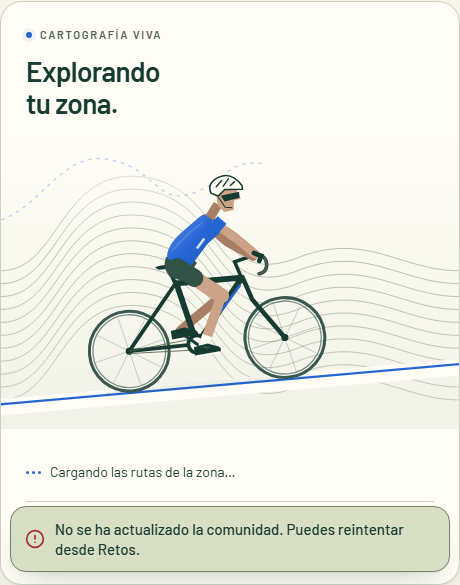 CARTOGRAFÍA VIVA
Explorando
tu zona.
Cargando las rutas de la zona...
No se ha actualizado la comunidad. Puedes reintentar
desde Retos.